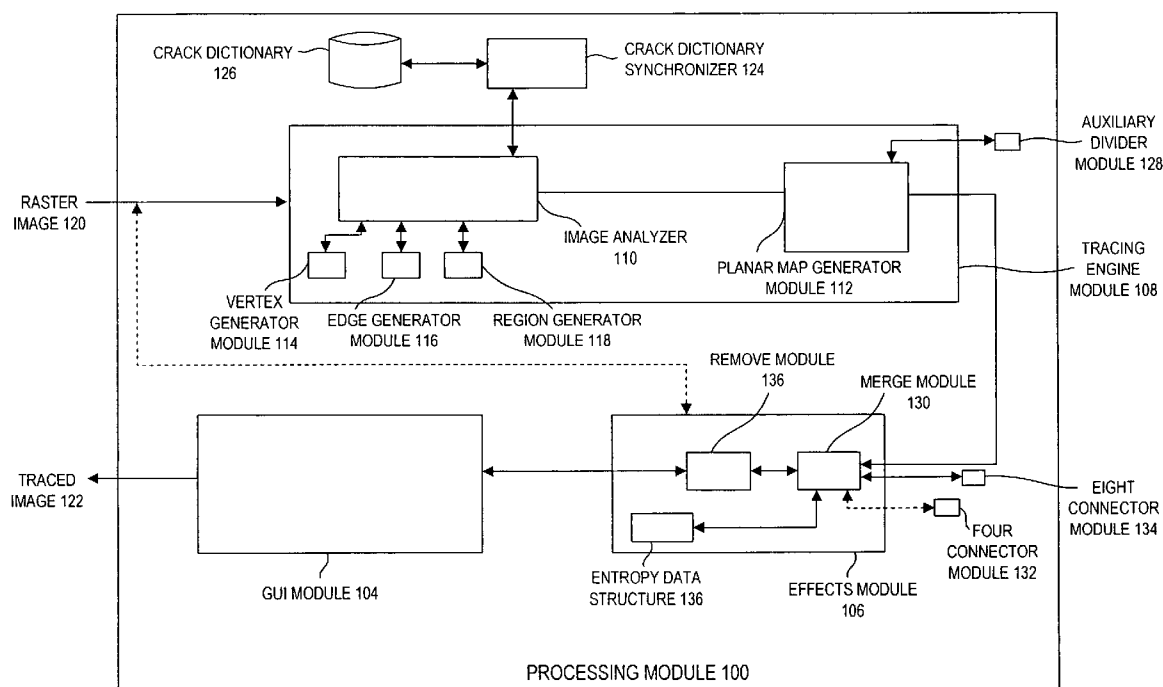 CRACK DICTIONARY
126
CRACK DICTIONARY
SYNCHRONIZER 124
AUXILIARY
DIVIDER
MODULE 128
RASTER
IMAGE 120
IMAGE ANALYZER
110
PLANAR MAP GENERATOR
MODULE 112
TRACING
ENGINE
MODULE 108
VERTEX
GENERATOR
MODULE 114
EDGE GENERATOR
MODULE 116
REGION GENERATOR
MODULE 118
REMOVE MODULE
136
MERGE MODULE
130
TRACED
IMAGE 122
EIGHT
CONNECTOR
MODULE 134
FOUR
CONNECTOR
MODULE 132
GUI MODULE 104
ENTROPY DATA
STRUCTURE 136
EFFECTS MODULE
106
PROCESSING MODULE 100